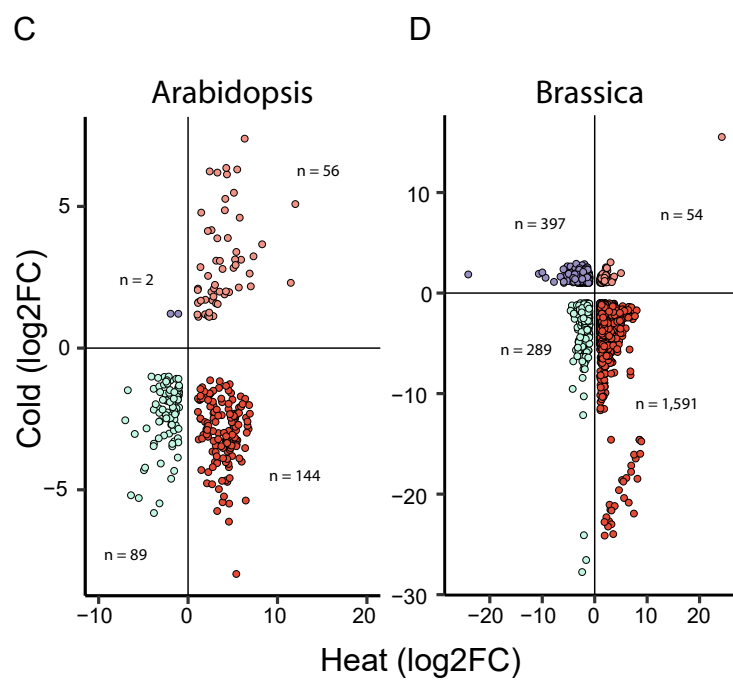 C
D
Arabidopsis
Brassica
Cold (log2FC)
5
0
−5
n = 56
n = 2
n = 144
n = 89
−10
0
10
20
10
0
−10
−20
−30
n = 397
n = 54
n = 289
n = 1,591
−20
−10
0
10
20
Heat (log2FC)